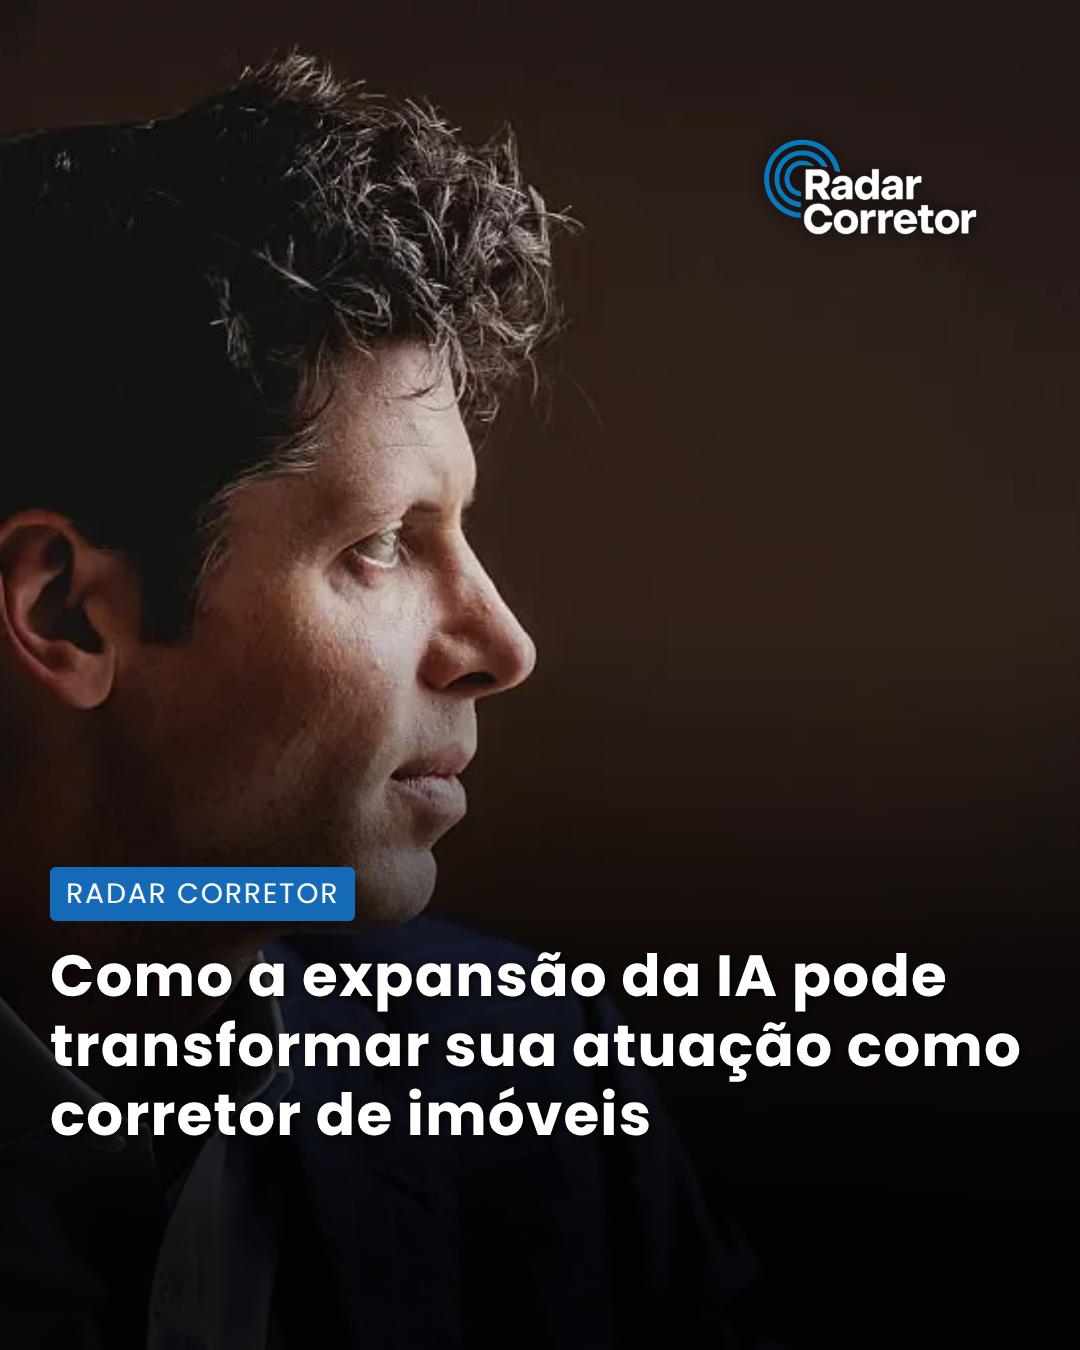 Radar
Corretor
RADAR CORRETOR
Como a expansão da IA pode
transformar sua atuação como
corretor de imóveis